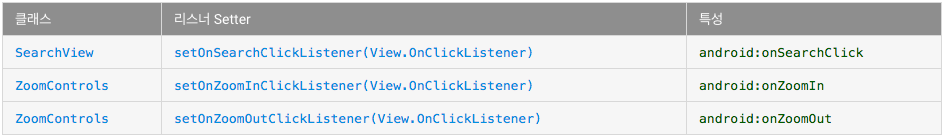 클래스 리스너 Setter 특성
SearchView setOnSearchClickListener(View.OnClickListener) android:onSearchClick
ZoomControls setOnZoomInClickListener(View.OnClickListener) android:onZoomIn
ZoomControls setOnZoomOutClickListener(View.OnClickListener) android:onZoomOut